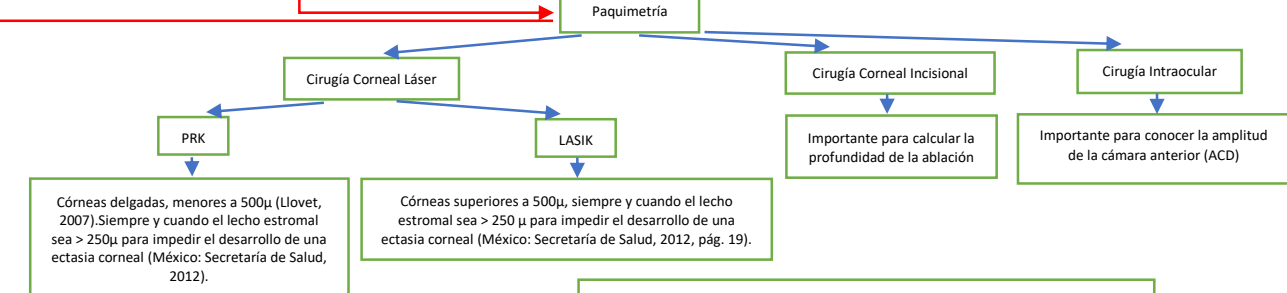 Paquimetría
Cirugía Corneal Láser
Cirugía Corneal Incisional
Cirugía Intraocular
PRK
LASIK
Importante para calcular la
profundidad de la ablación
Importante para conocer la amplitud
de la cámara anterior (ACD)
Córneas delgadas, menores a 500µ (Llovet,
2007).Siempre y cuando el lecho estromal
sea > 250µ para impedir el desarrollo de una
ectasia corneal (México: Secretaría de Salud,
2012).
Córneas superiores a 500µ, siempre y cuando el lecho
estromal sea > 250 µ para impedir el desarrollo de una
ectasia corneal (México: Secretaría de Salud, 2012, pág. 19).